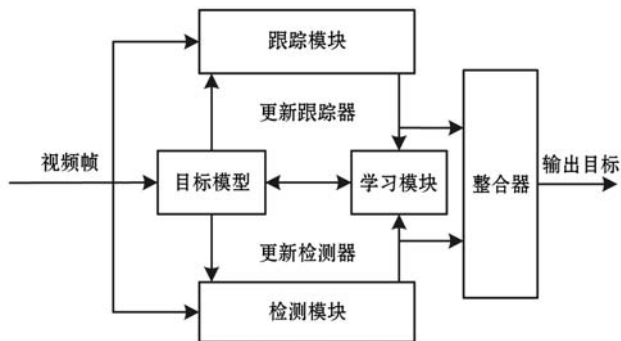 跟踪模块
更新跟踪器
视频帧
目标模型
学习模块
整合器
输出目标
更新检测器
检测模块